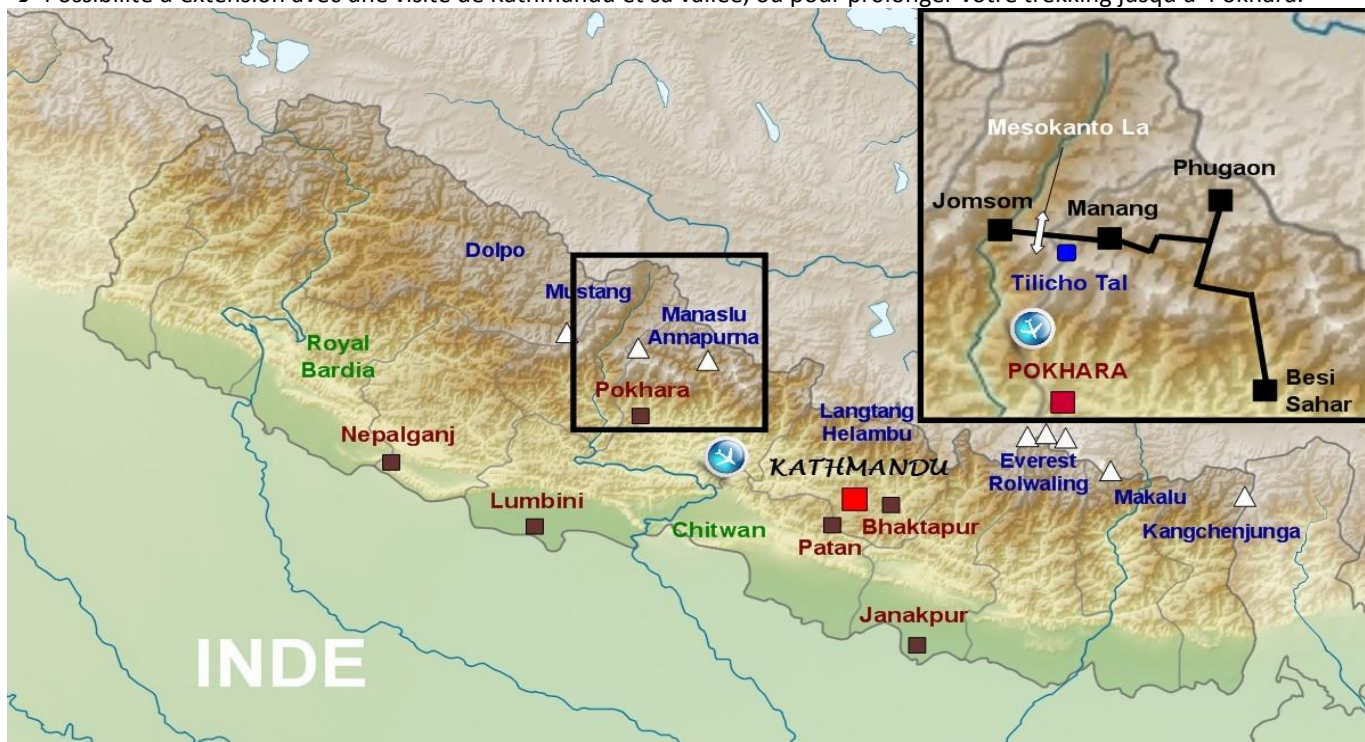 Possibilité d'extension avec une visite de Kathmandu et sa vallée, ou pour prolonger votre trekking jusqu'à Pokhara.
Mesokanto La
Phugaon
Jomsom
Manang
Tilicho Tal
POKHARA
Besi
Sahar
Dolpo
Mustang
Manaslu
Annapurna
Royal
Bardia
Pokhara
Nepalganj
Langtang
Helambu
KATHMANDU
Everest
Rolwaling
Makalu
Kangchenjunga
Lumbini
Chitwan
Bhaktapur
Patan
Janakpur
INDE